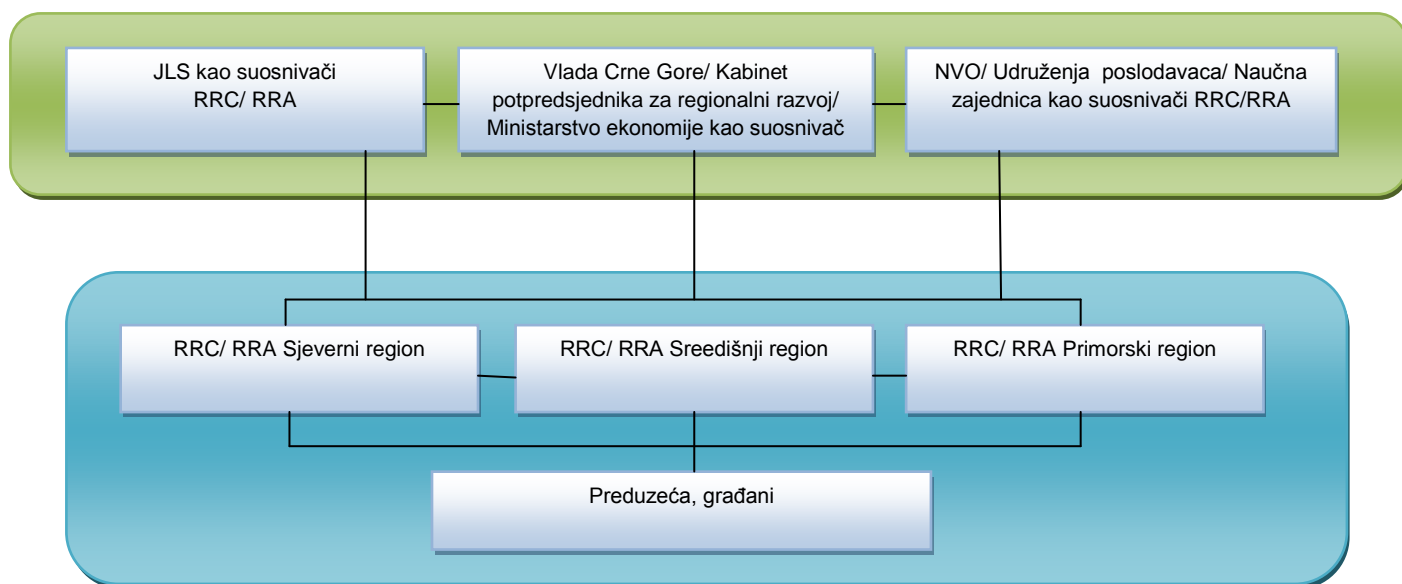 JLS kao suosnivači
RRC/ RRA
Vlada Crne Gore/ Kabinet
potpredsjednika za regionalni razvoj/
Ministarstvo ekonomije kao suosnivač
NVO/ Udruženja poslodavaca/ Naučna
zajednica kao suosnivači RRC/RRA
RRC/ RRA Sjeverni region
RRC/ RRA Sreedišnji region
RRC/ RRA Primorski region
Preduzeća, građani